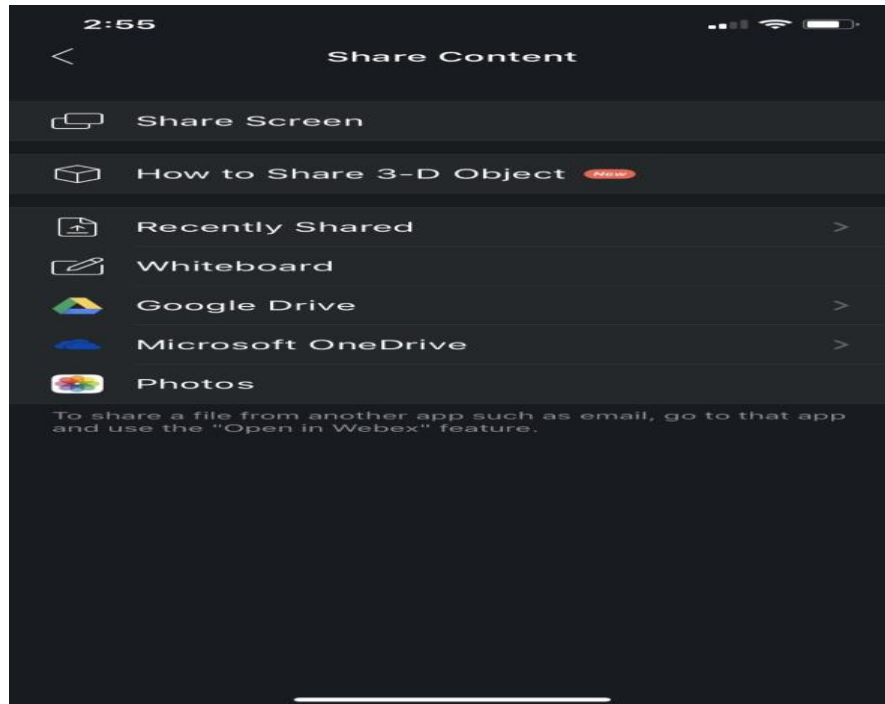 2:55
Share Content
Share Screen
How to Share 3-D Object New
Recently Shared
Whiteboard
Google Drive
Microsoft OneDrive
Photos
To share a file from another app such as email, go to that app
and use the "Open in Webex" feature.